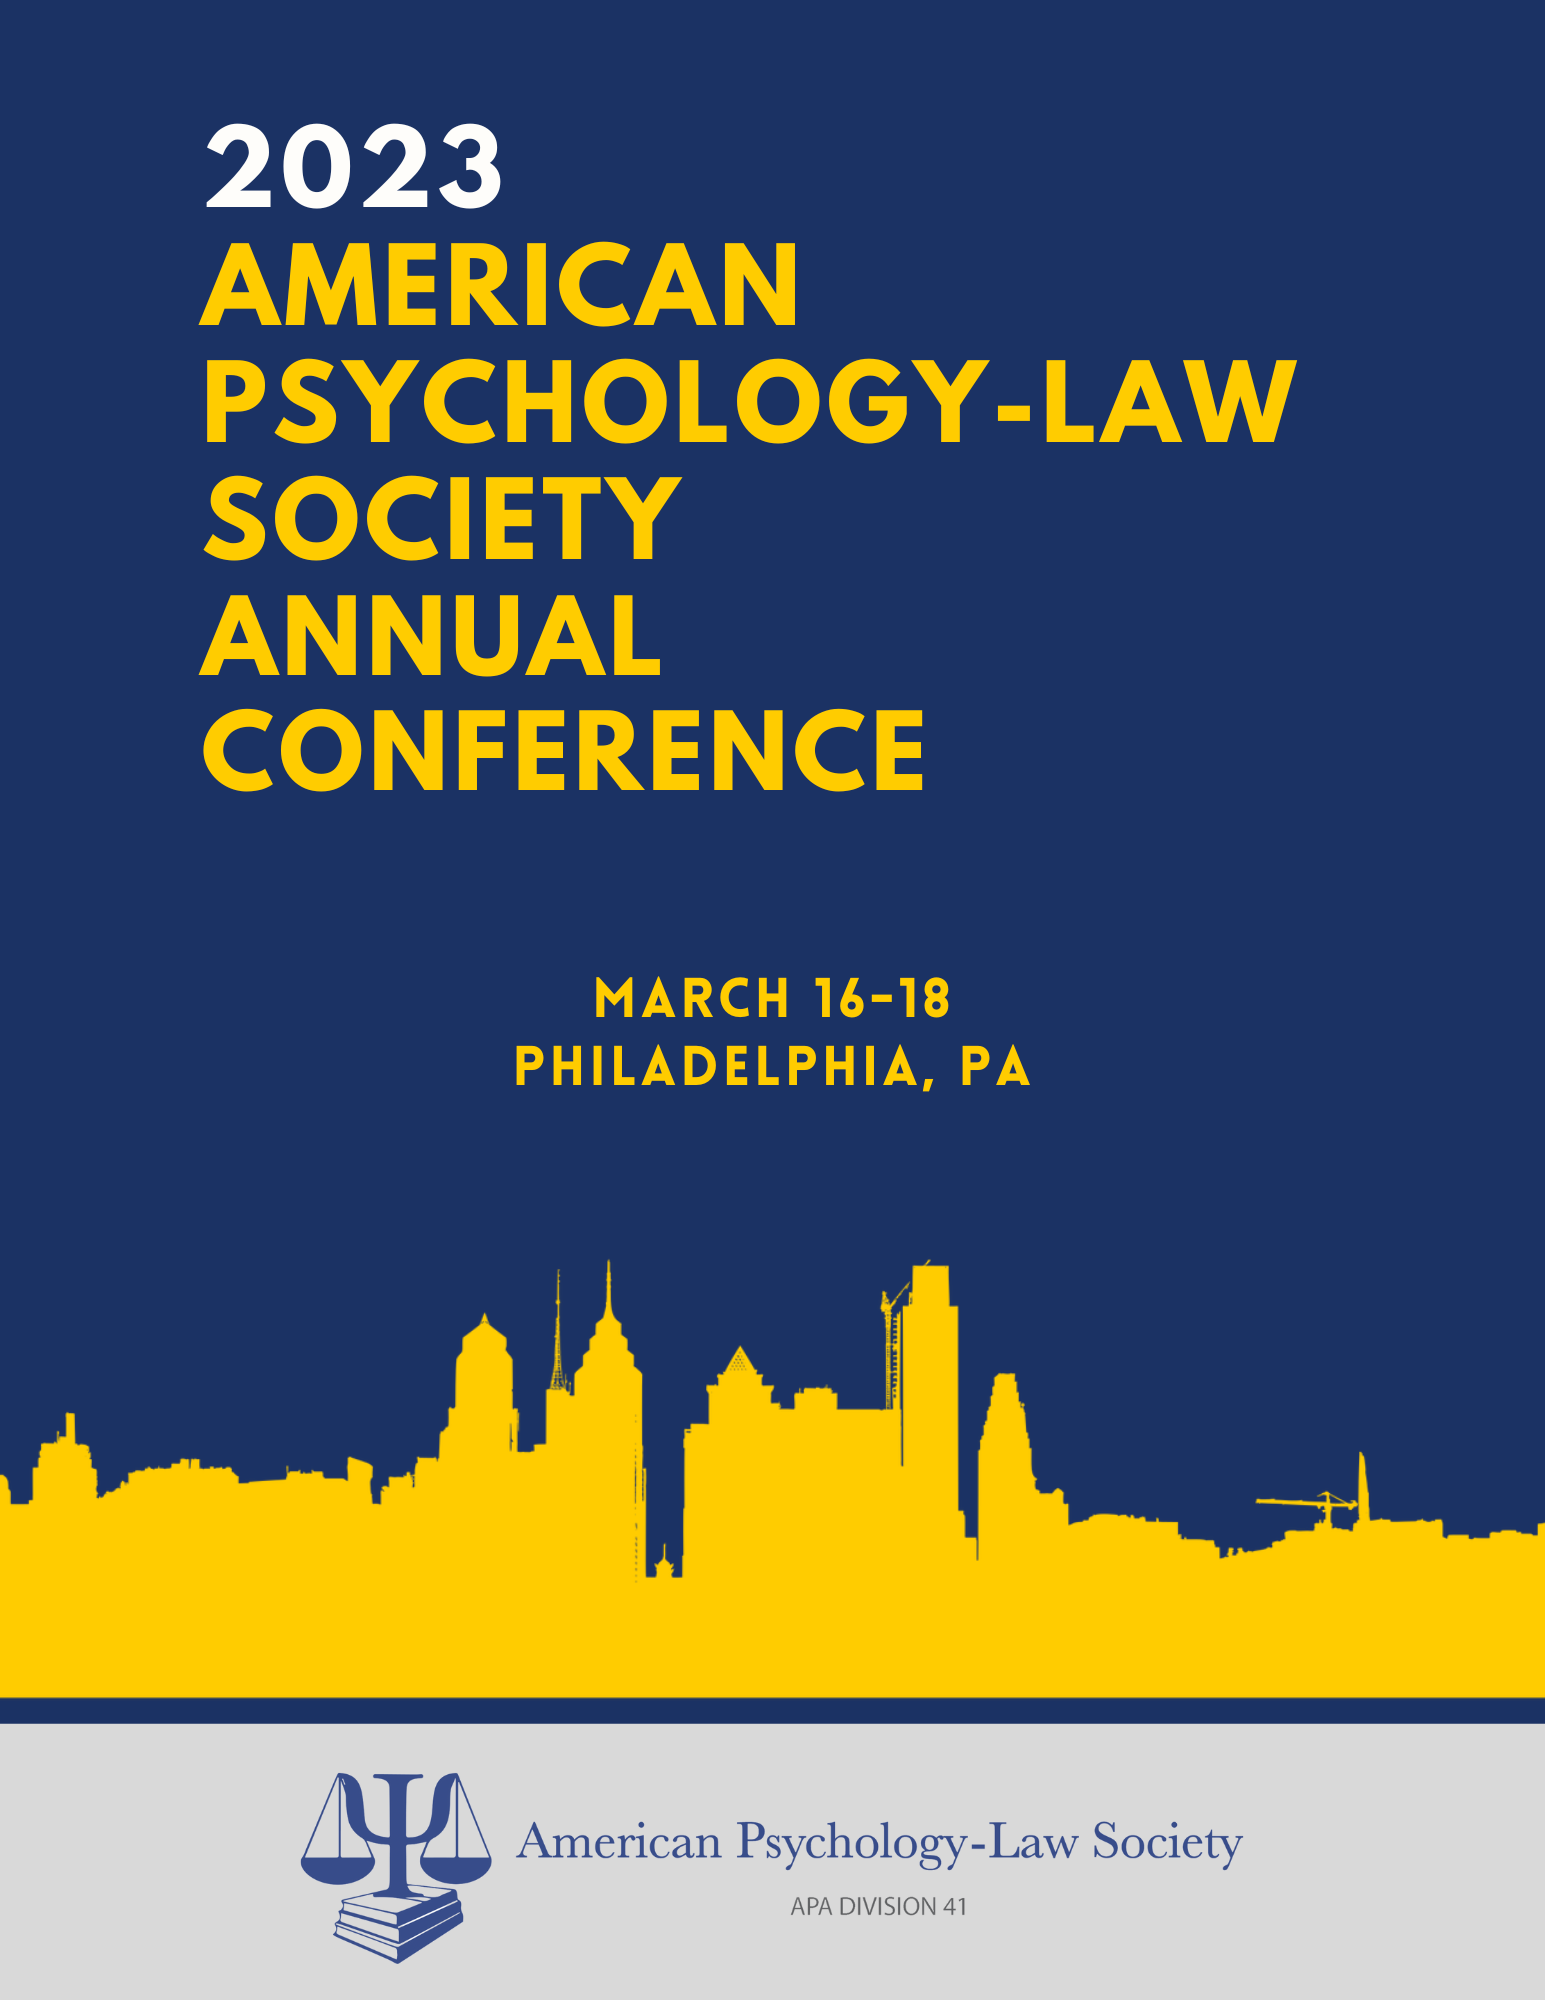 2023
AMERICAN
PSYCHOLOGY-LAW
SOCIETY
ANNUAL
CONFERENCE
MARCH 16-18
PHILADELPHIA, PA
American Psychology-Law Society
APA DIVISION 41